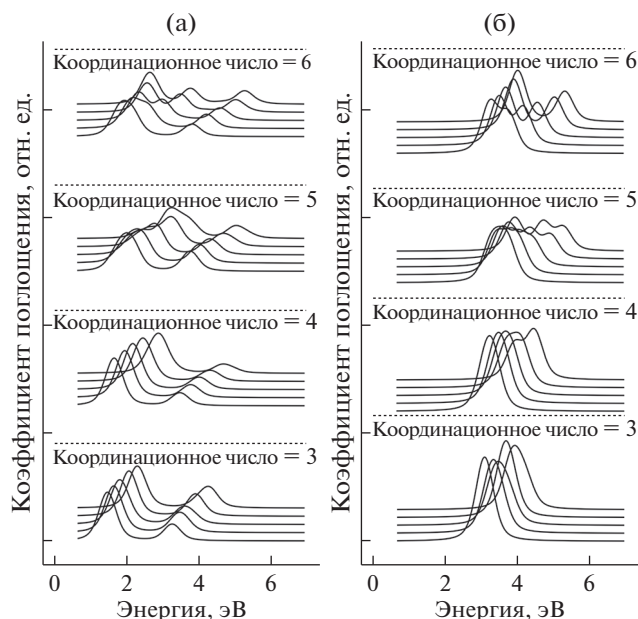 (а)
Коэффициент поглощения, отн. ед.
Координационное число = 6
Координационное число = 5
Координационное число = 4
Координационное число = 3
0 2 4 6
Энергия, эВ
(б)
Коэффициент поглощения, отн. ед.
Координационное число = 6
Координационное число = 5
Координационное число = 4
Координационное число = 3
0 2 4 6
Энергия, эВ